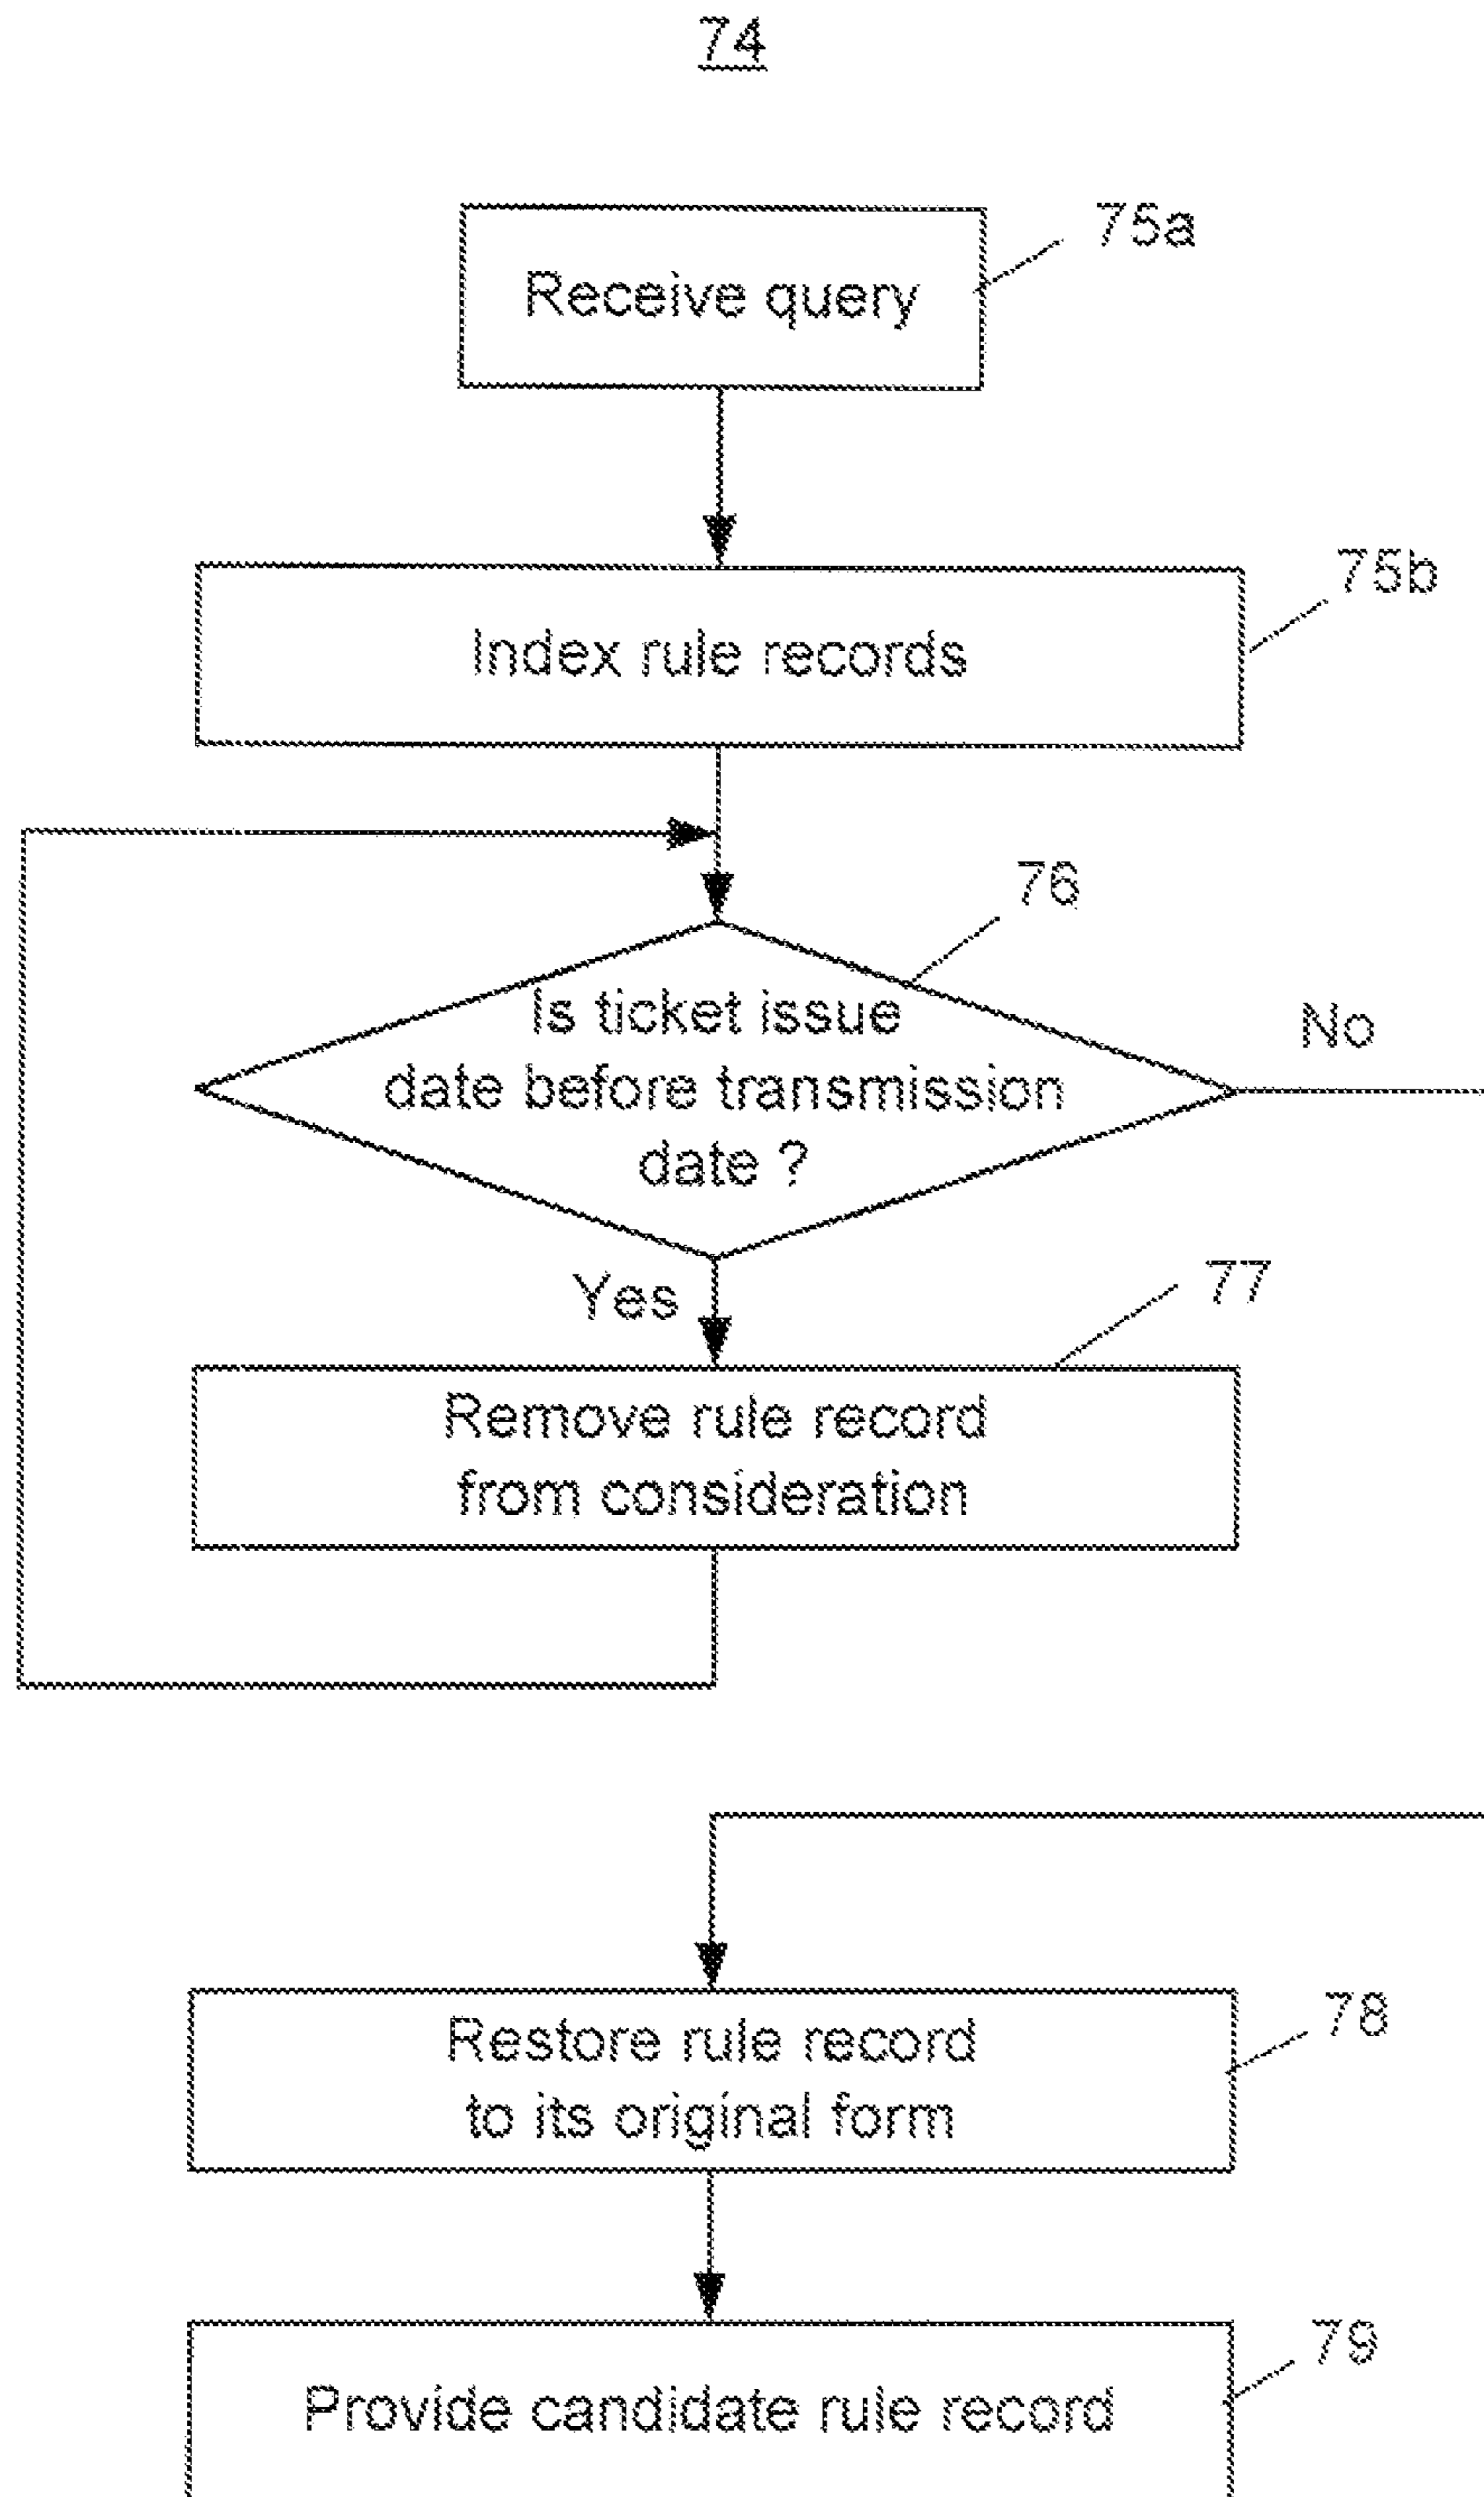 74
75a
Receive query
75b
Index rule records
76
Is ticket issue
date before transmission
date ?
No
Yes
77
Remove rule record
from consideration
78
Restore rule record
to its original form
79
Provide candidate rule record